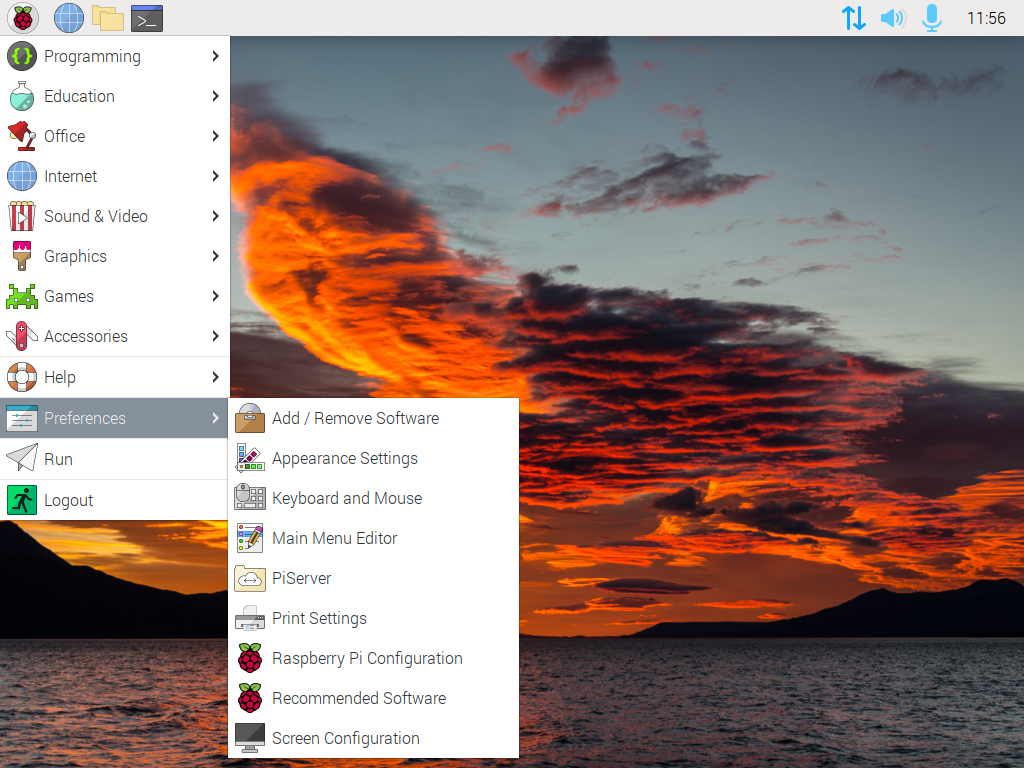 11:56
Programming
Education
Office
Internet
Sound & Video
Graphics
Games
Accessories
Help
Preferences
Run
Logout
Add / Remove Software
Appearance Settings
Keyboard and Mouse
Main Menu Editor
PiServer
Print Settings
Raspberry Pi Configuration
Recommended Software
Screen Configuration